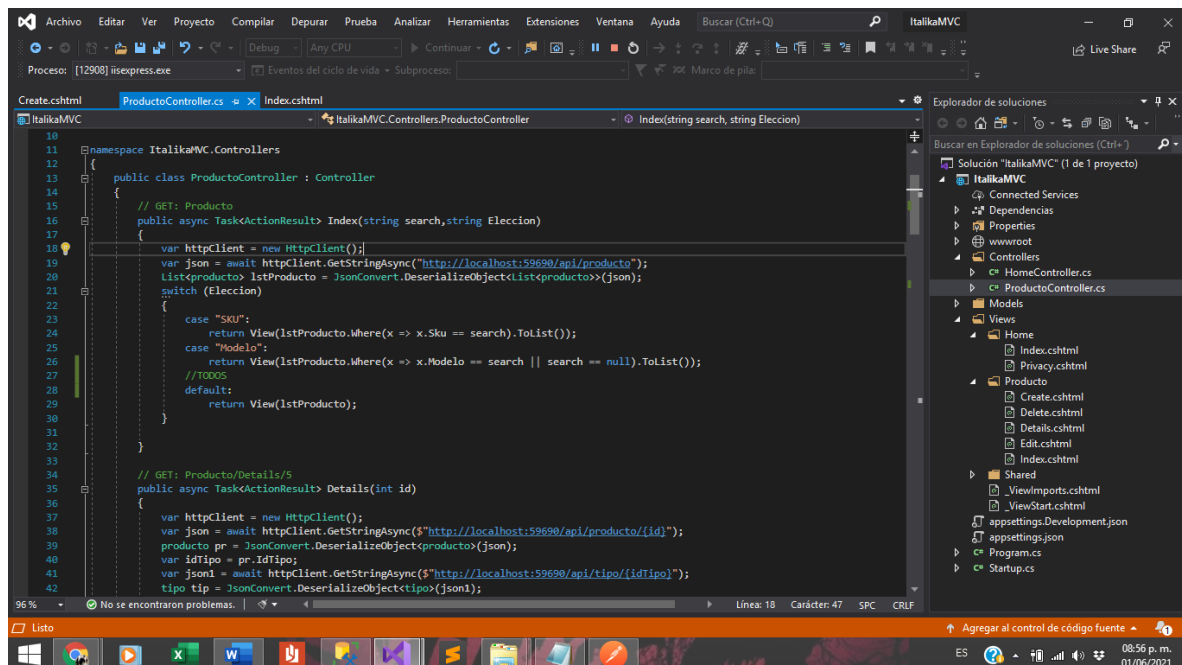 Archivo Editar Ver Proyecto Compilar Depurar Prueba Analizar Herramientas Extensiones Ventana Ayuda Buscar (Ctrl+Q) ItalikaMVC
Debug Any CPU Continuar Live Share
Proceso: [12908] iisexpress.exe Eventos del ciclo de vida Subproceso: Marco de pila:
Create.cshtml ProductoController.cs Index.cshtml
ItalikaMVC ItalikaMVC.Controllers.ProductoController Index(string search, string Eleccion)
10
11 namespace ItalikaMVC.Controllers
12 {
13 public class ProductoController : Controller
14 {
15 // GET: Producto
16 public async Task<ActionResult> Index(string search,string Eleccion)
17 {
18 var httpClient = new HttpClient();
19 var json = await httpClient.GetStringAsync("http://localhost:59690/api/producto");
20 List<producto> lstProducto = JsonConvert.DeserializeObject<List<producto>>(json);
21 switch (Eleccion)
22 {
23 case "SKU":
24 return View(lstProducto.Where(x => x.Sku == search).ToList());
25 case "Modelo":
26 return View(lstProducto.Where(x => x.Modelo == search || search == null).ToList());
27 //TODOS
28 default:
29 return View(lstProducto);
30 }
31
32 }
33
34 // GET: Producto/Details/5
35 public async Task<ActionResult> Details(int id)
36 {
37 var httpClient = new HttpClient();
38 var json = await httpClient.GetStringAsync($"http://localhost:59690/api/producto/{id}");
39 producto pr = JsonConvert.DeserializeObject<producto>(json);
40 var idTipo = pr.IdTipo;
41 var json1 = await httpClient.GetStringAsync($"http://localhost:59690/api/tipo/{idTipo}");
42 tipo tip = JsonConvert.DeserializeObject<tipo>(json1);
96 % No se encontraron problemas. Línea: 18 Carácter: 47 SPC CRLF
Explorador de soluciones
Buscar en Explorador de soluciones (Ctrl+´)
Solución "ItalikaMVC" (1 de 1 proyecto)
ItalikaMVC
Connected Services
Dependencias
Properties
wwwroot
Controllers
C# HomeController.cs
C# ProductoController.cs
Models
Views
Home
Index.cshtml
Privacy.cshtml
Producto
Create.cshtml
Delete.cshtml
Details.cshtml
Edit.cshtml
Index.cshtml
Shared
_ViewImports.cshtml
_ViewStart.cshtml
appsettings.Development.json
appsettings.json
C# Program.cs
C# Startup.cs
Listo Agregar al control de código fuente
ES 08:56 p. m.
01/06/2021